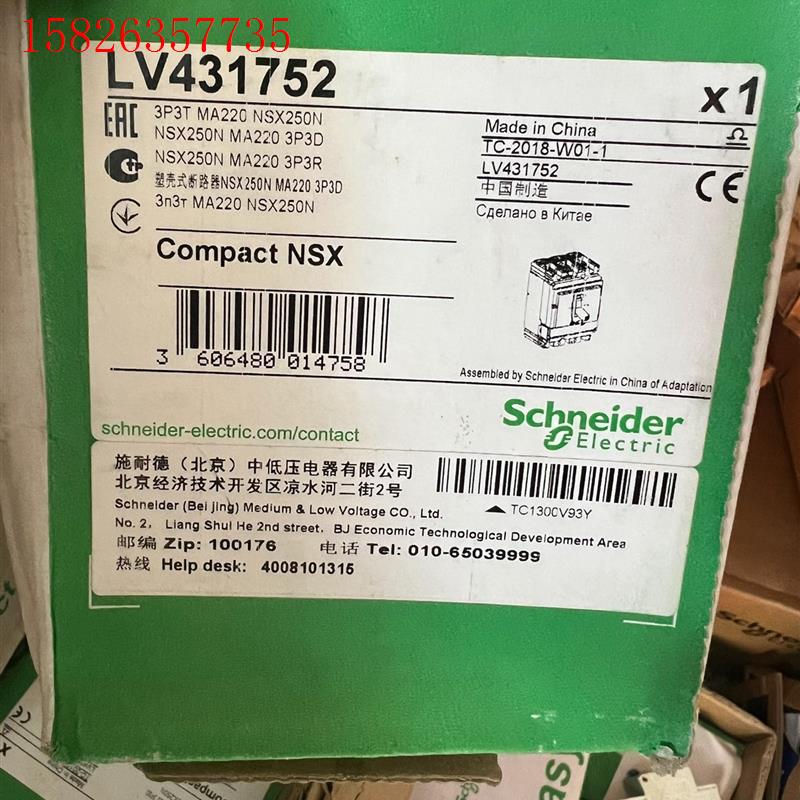 15826357735
LV431752
x1
EAC
3P3T MA220 NSX250N
NSX250N MA220 3P3D
NSX250N MA220 3P3R
塑壳式断路器NSX250N MA220 3P3D
3п3т MA220 NSX250N
Made in China
TC-2018-W01-1
LV431752
中国制造
Сделано в Китае
CE
Compact NSX
3 606480 014758
Assembled by Schneider Electric in China of Adaptation
schneider-electric.com/contact
Schneider
Electric
施耐德（北京）中低压电器有限公司
北京经济技术开发区凉水河二街2号
TC1300V93Y
Schneider (Bei jing) Medium & Low Voltage CO., Ltd.
No. 2, Liang Shui He 2nd street, BJ Economic Technological Development Area
邮编 Zip: 100176 电话 Tel: 010-65039999
热线 Help desk: 4008101315